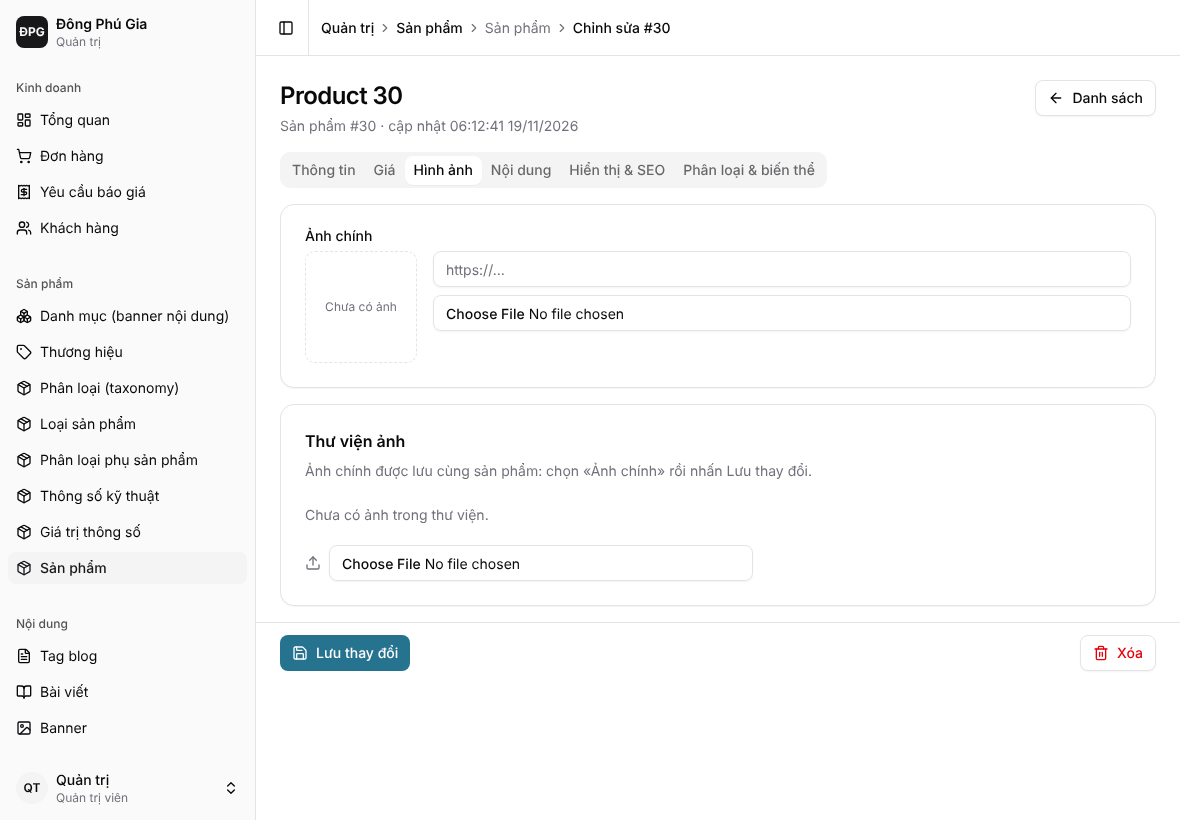 ĐPG
Đông Phú Gia
Quản trị
Kinh doanh
Tổng quan
Đơn hàng
Yêu cầu báo giá
Khách hàng
Sản phẩm
Danh mục (banner nội dung)
Thương hiệu
Phân loại (taxonomy)
Loại sản phẩm
Phân loại phụ sản phẩm
Thông số kỹ thuật
Giá trị thông số
Sản phẩm
Nội dung
Tag blog
Bài viết
Banner
QT
Quản trị
Quản trị viên
Quản trị > Sản phẩm > Sản phẩm > Chỉnh sửa #30
Product 30
Sản phẩm #30 · cập nhật 06:12:41 19/11/2026
Danh sách
Thông tin Giá Hình ảnh Nội dung Hiển thị & SEO Phân loại & biến thể
Ảnh chính
Chưa có ảnh
https://...
Choose File No file chosen
Thư viện ảnh
Ảnh chính được lưu cùng sản phẩm: chọn «Ảnh chính» rồi nhấn Lưu thay đổi.
Chưa có ảnh trong thư viện.
Choose File No file chosen
Lưu thay đổi
Xóa